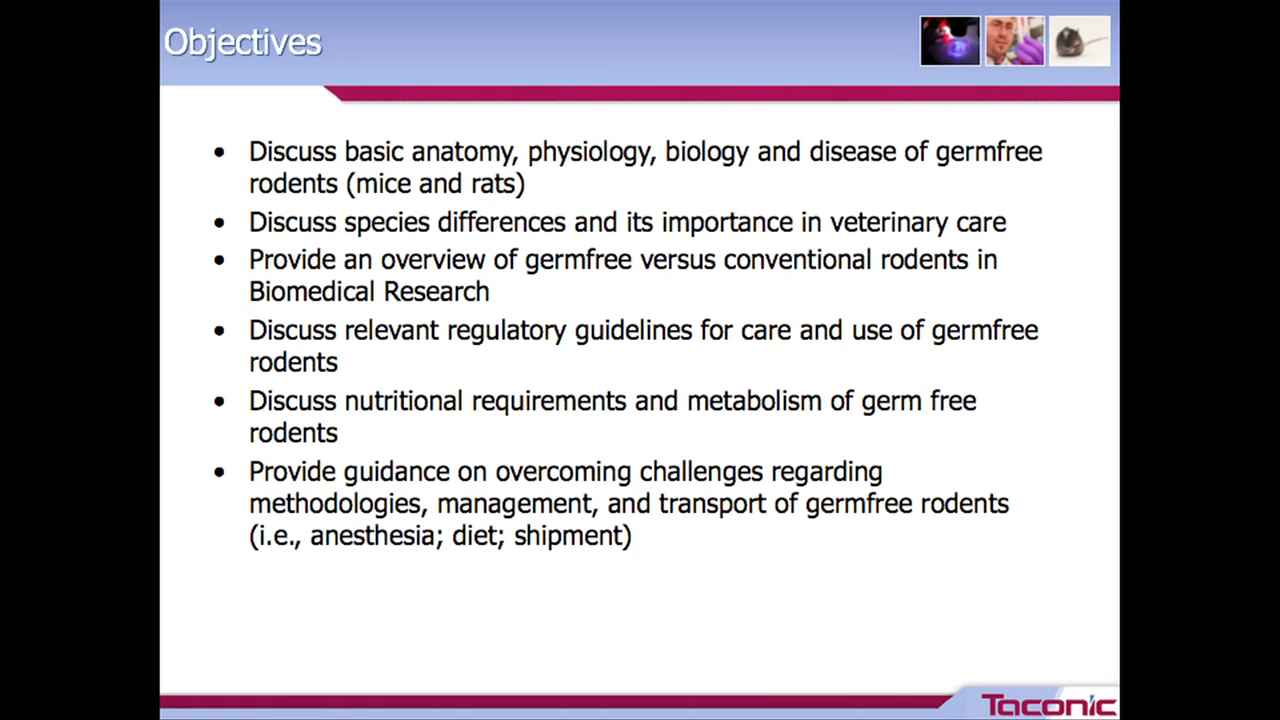 Objectives
• Discuss basic anatomy, physiology, biology and disease of germfree
rodents (mice and rats)
• Discuss species differences and its importance in veterinary care
• Provide an overview of germfree versus conventional rodents in
Biomedical Research
• Discuss relevant regulatory guidelines for care and use of germfree
rodents
• Discuss nutritional requirements and metabolism of germ free
rodents
• Provide guidance on overcoming challenges regarding
methodologies, management, and transport of germfree rodents
(i.e., anesthesia; diet; shipment)
Taconic